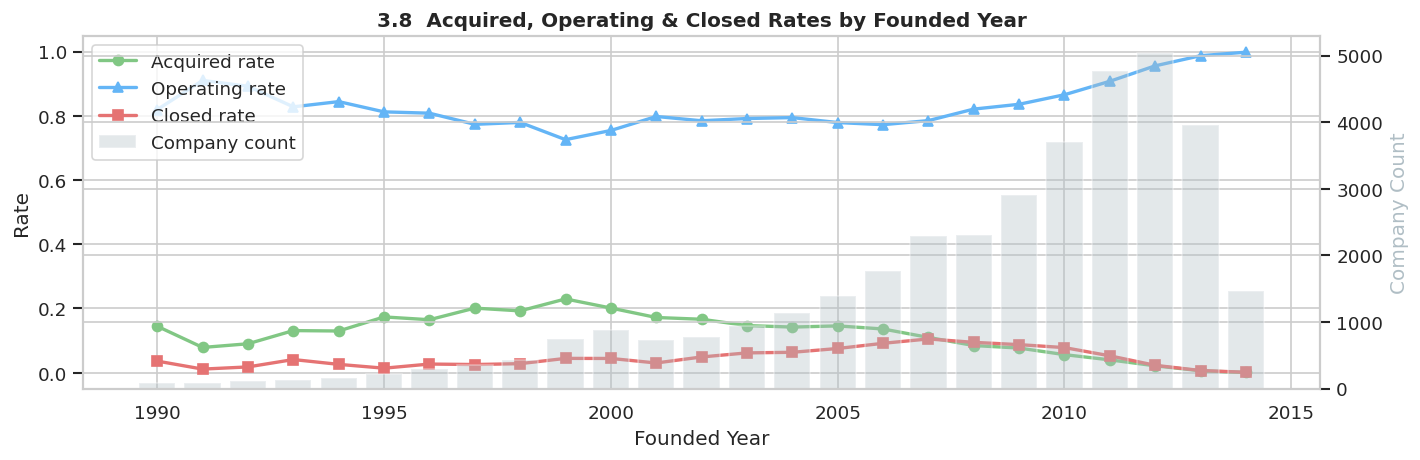 3.8  Acquired, Operating & Closed Rates by Founded Year
Acquired rate
Operating rate
Closed rate
Company count
Rate
1.0
0.8
0.6
0.4
0.2
0.0
5000
4000
3000
2000
1000
0
Company Count
1990
1995
2000
2005
2010
2015
Founded Year